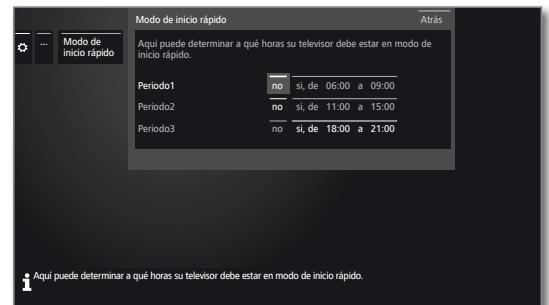 Modo de inicio rápido Atrás
... Modo de
inicio rápido
Aquí puede determinar a qué horas su televisor debe estar en modo de
inicio rápido.
Periodo1 no si, de 06:00 a 09:00
Periodo2 no si, de 11:00 a 15:00
Periodo3 no si, de 18:00 a 21:00
Aquí puede determinar a qué horas su televisor debe estar en modo de inicio rápido.